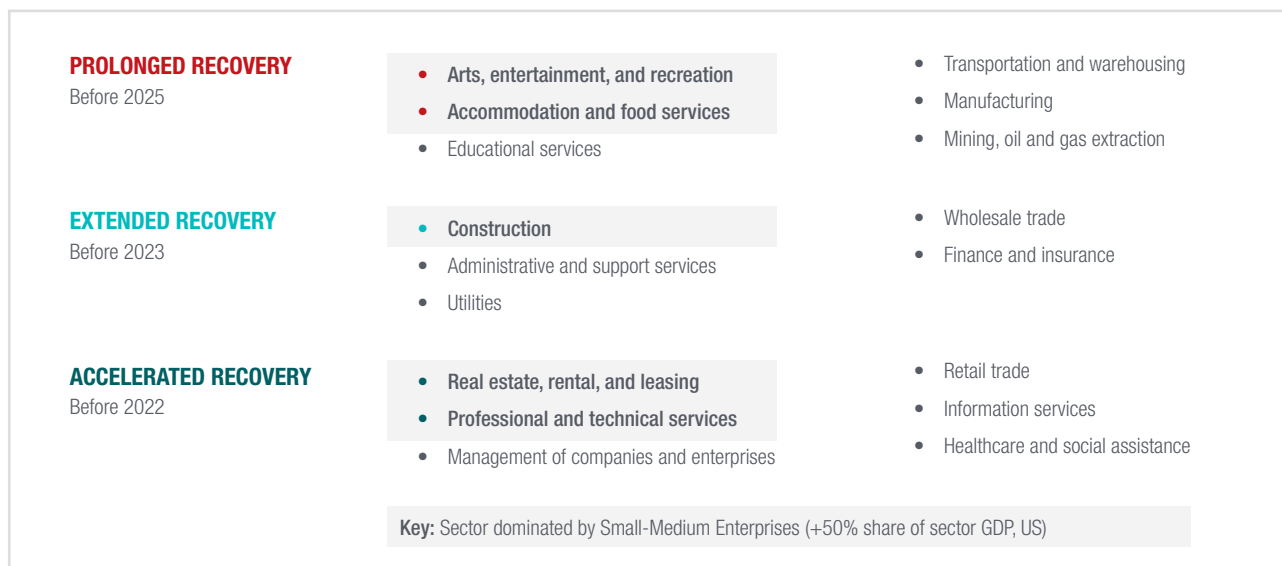 PROLONGED RECOVERY
Before 2025
• Arts, entertainment, and recreation
• Accommodation and food services
• Educational services
• Transportation and warehousing
• Manufacturing
• Mining, oil and gas extraction
EXTENDED RECOVERY
Before 2023
• Construction
• Administrative and support services
• Utilities
• Wholesale trade
• Finance and insurance
ACCELERATED RECOVERY
Before 2022
• Real estate, rental, and leasing
• Professional and technical services
• Management of companies and enterprises
• Retail trade
• Information services
• Healthcare and social assistance
Key: Sector dominated by Small-Medium Enterprises (+50% share of sector GDP, US)